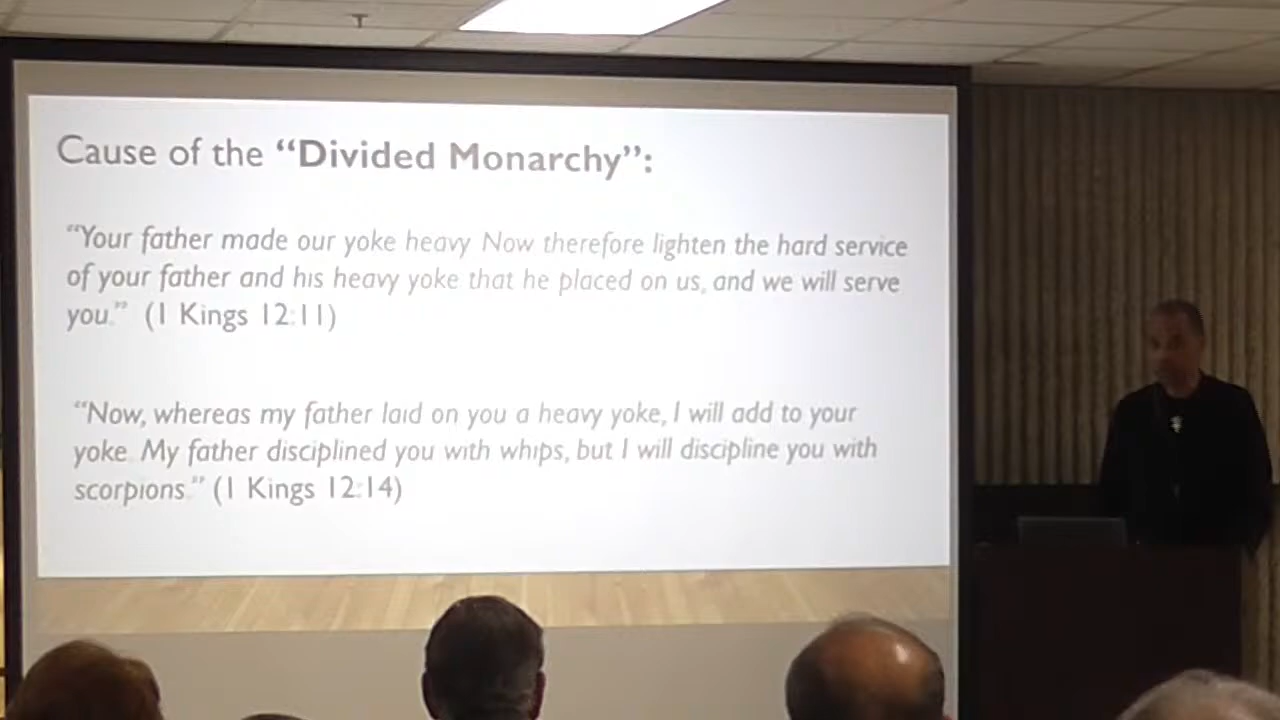 Cause of the “Divided Monarchy”:
“Your father made our yoke heavy Now therefore lighten the hard service
of your father and his heavy yoke that he placed on us, and we will serve
you.” (1 Kings 12:11)
“Now, whereas my father laid on you a heavy yoke, I will add to your
yoke. My father disciplined you with whips, but I will discipline you with
scorpions.” (1 Kings 12:14)